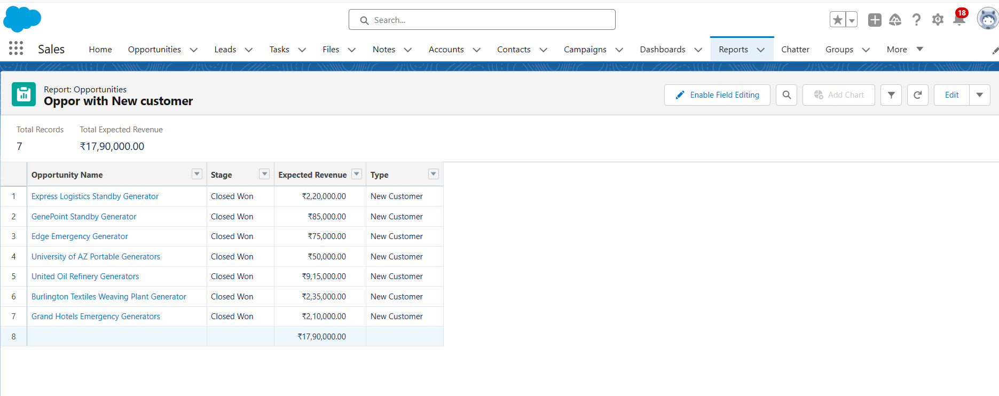 Search...
18
Sales Home Opportunities Leads Tasks Files Notes Accounts Contacts Campaigns Dashboards Reports Chatter Groups More
Report: Opportunities
Oppor with New customer
Enable Field Editing Add Chart Edit
Total Records Total Expected Revenue
7 ₹17,90,000.00
Opportunity Name Stage Expected Revenue Type
1 Express Logistics Standby Generator Closed Won ₹2,20,000.00 New Customer
2 GenePoint Standby Generator Closed Won ₹85,000.00 New Customer
3 Edge Emergency Generator Closed Won ₹75,000.00 New Customer
4 University of AZ Portable Generators Closed Won ₹50,000.00 New Customer
5 United Oil Refinery Generators Closed Won ₹9,15,000.00 New Customer
6 Burlington Textiles Weaving Plant Generator Closed Won ₹2,35,000.00 New Customer
7 Grand Hotels Emergency Generators Closed Won ₹2,10,000.00 New Customer
8 ₹17,90,000.00